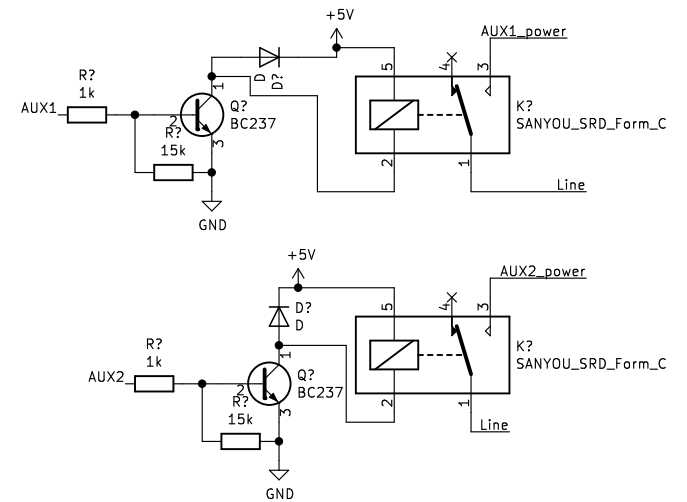 +5V
AUX1_power
5
4
3
R?
1k
D
D?
1
AUX1
Q?
BC237
K?
SANYOU_SRD_Form_C
2
R?
15k
3
2
1
Line
GND
+5V
AUX2_power
5
4
3
D?
D
R?
1k
1
K?
SANYOU_SRD_Form_C
AUX2
Q?
BC237
2
R?
15k
3
2
1
Line
GND